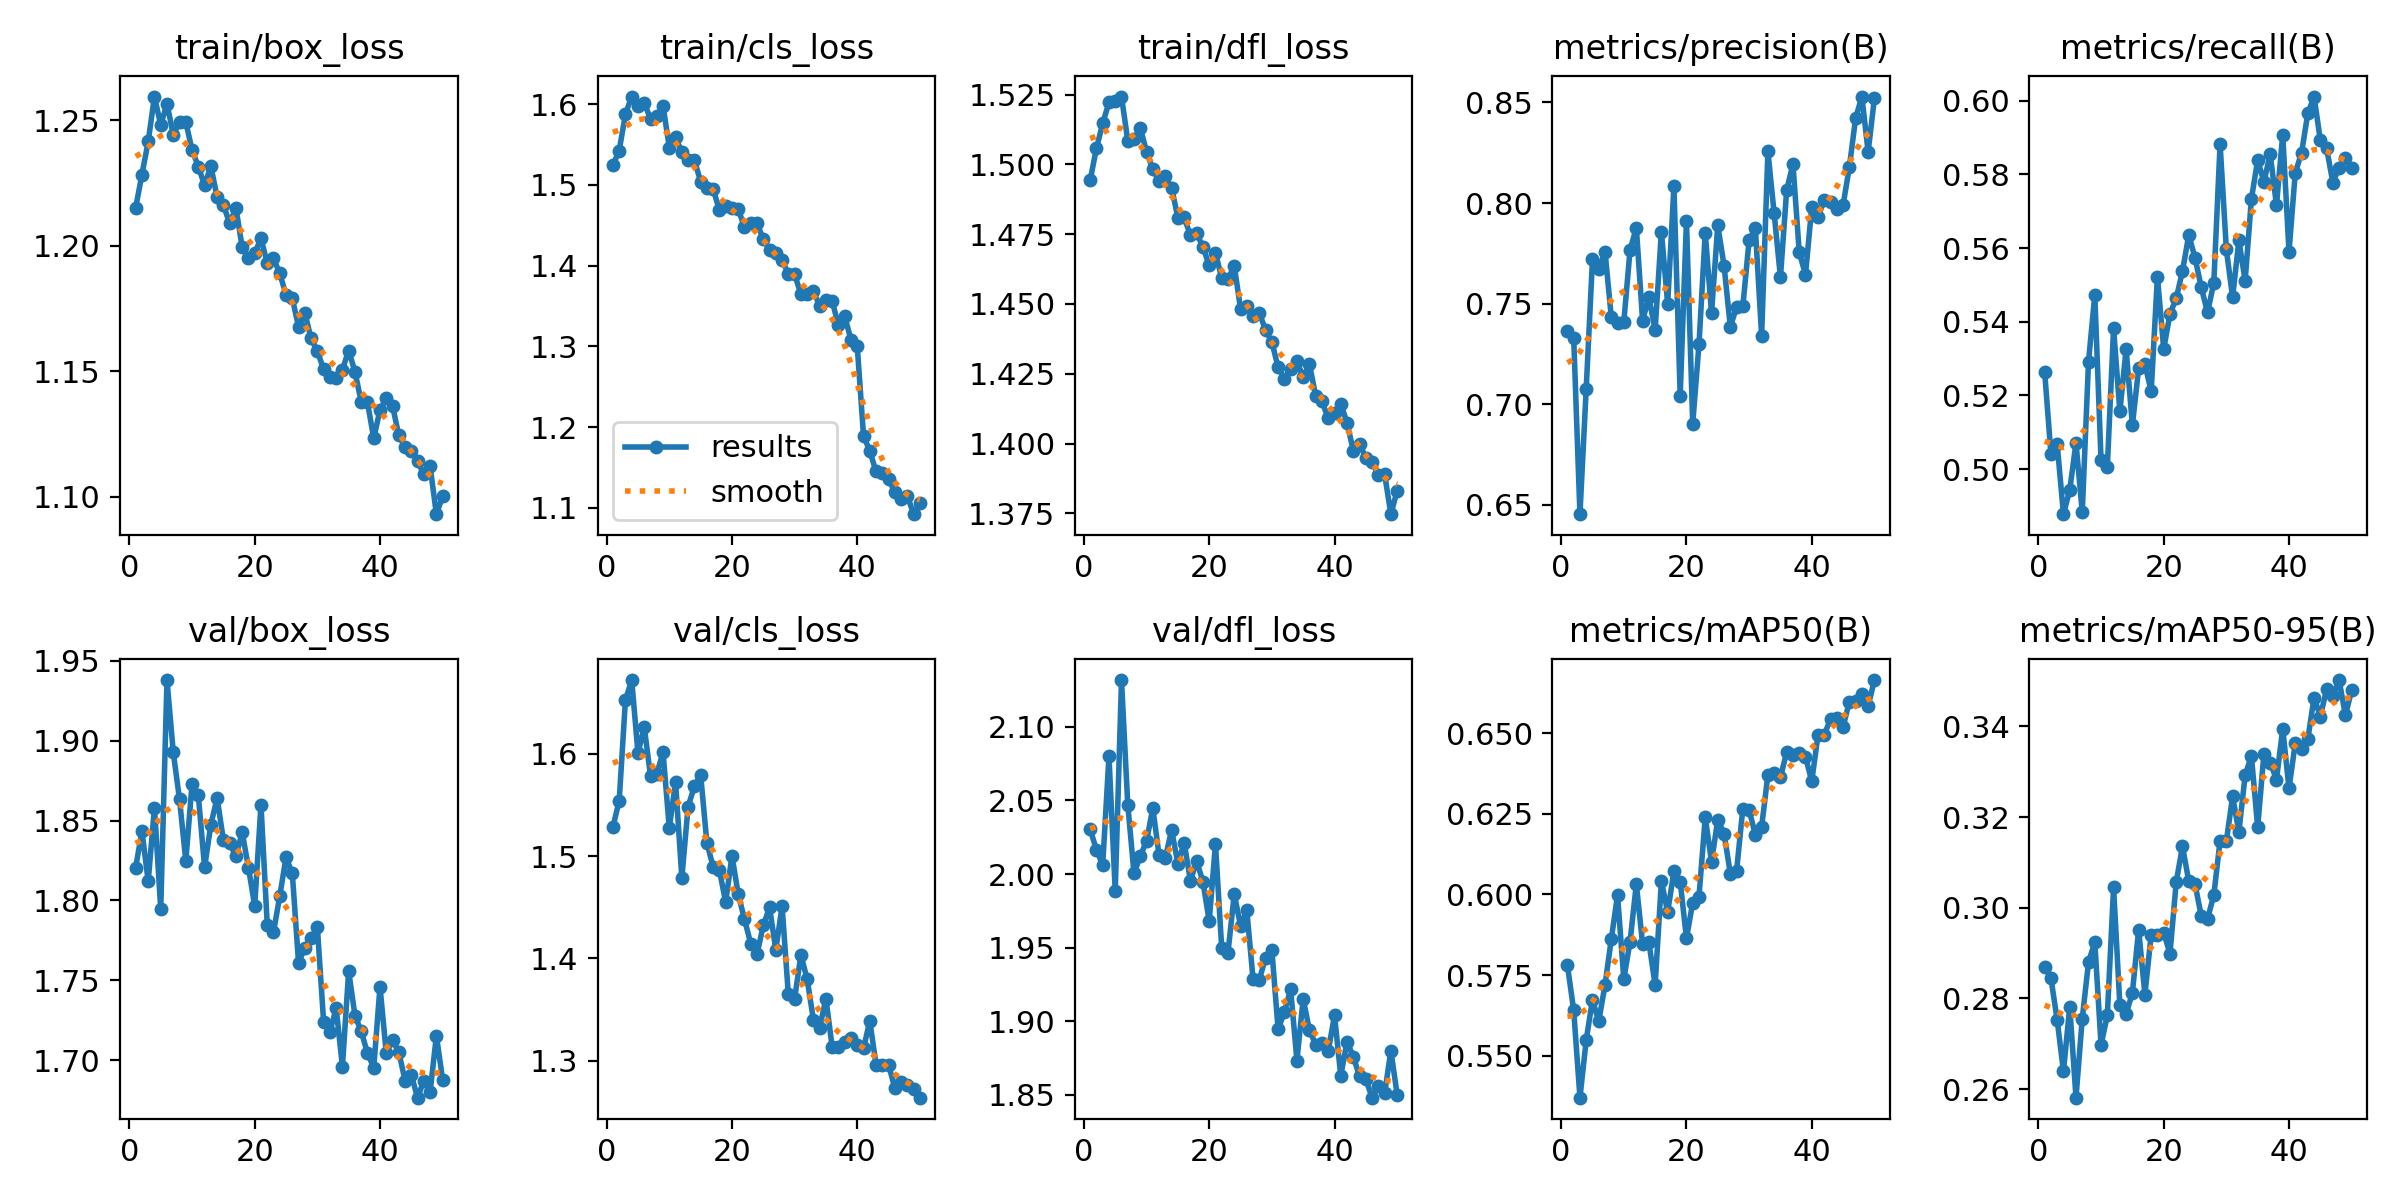 train/box_loss
1.25
1.20
1.15
1.10
0 20 40
train/cls_loss
1.6
1.5
1.4
1.3
1.2
1.1
results
smooth
0 20 40
train/dfl_loss
1.525
1.500
1.475
1.450
1.425
1.400
1.375
0 20 40
metrics/precision(B)
0.85
0.80
0.75
0.70
0.65
0 20 40
metrics/recall(B)
0.60
0.58
0.56
0.54
0.52
0.50
0 20 40
val/box_loss
1.95
1.90
1.85
1.80
1.75
1.70
0 20 40
val/cls_loss
1.6
1.5
1.4
1.3
0 20 40
val/dfl_loss
2.10
2.05
2.00
1.95
1.90
1.85
0 20 40
metrics/mAP50(B)
0.650
0.625
0.600
0.575
0.550
0 20 40
metrics/mAP50-95(B)
0.34
0.32
0.30
0.28
0.26
0 20 40